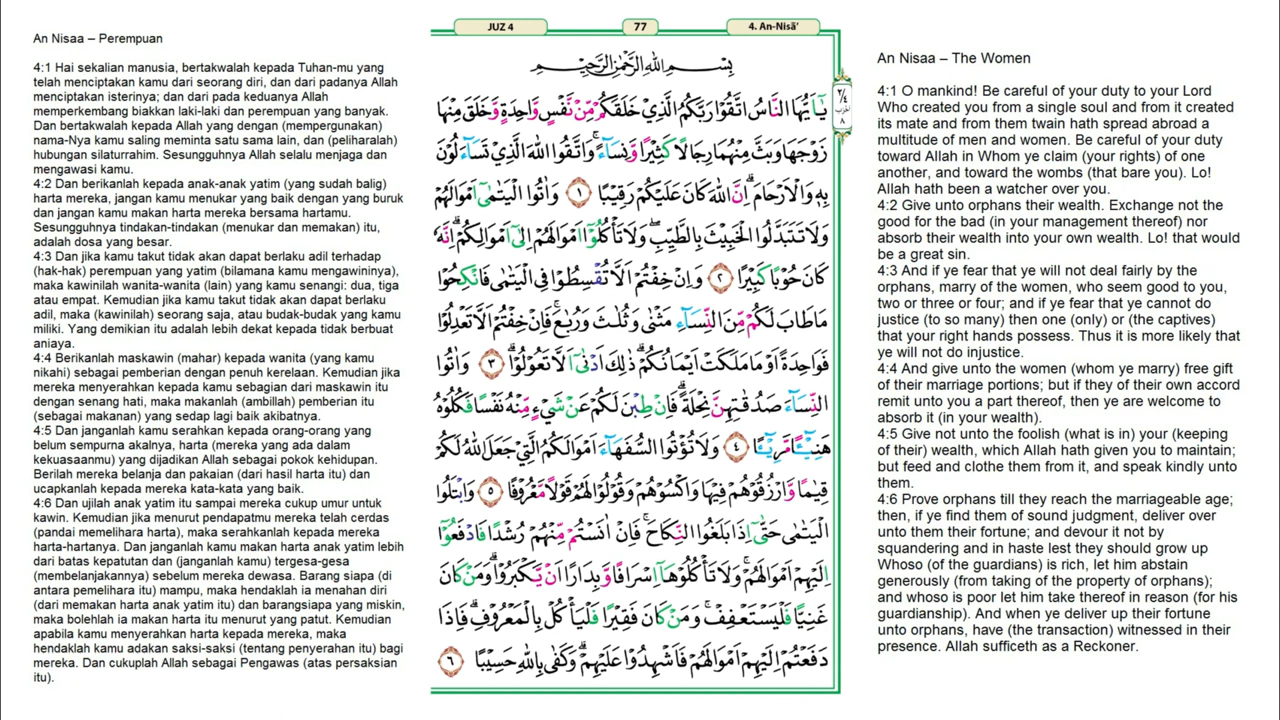 An Nisaa – Perempuan
4:1 Hai sekalian manusia, bertakwalah kepada Tuhan-mu yang
telah menciptakan kamu dari seorang diri, dan dari padanya Allah
menciptakan isterinya; dan dari pada keduanya Allah
memperkembang biakkan laki-laki dan perempuan yang banyak.
Dan bertakwalah kepada Allah yang dengan (mempergunakan)
nama-Nya kamu saling meminta satu sama lain, dan (peliharalah)
hubungan silaturrahim. Sesungguhnya Allah selalu menjaga dan
mengawasi kamu.
4:2 Dan berikanlah kepada anak-anak yatim (yang sudah balig)
harta mereka, jangan kamu menukar yang baik dengan yang buruk
dan jangan kamu makan harta mereka bersama hartamu.
Sesungguhnya tindakan-tindakan (menukar dan memakan) itu,
adalah dosa yang besar.
4:3 Dan jika kamu takut tidak akan dapat berlaku adil terhadap
(hak-hak) perempuan yang yatim (bilamana kamu mengawininya),
maka kawinilah wanita-wanita (lain) yang kamu senangi: dua, tiga
atau empat. Kemudian jika kamu takut tidak akan dapat berlaku
adil, maka (kawinilah) seorang saja, atau budak-budak yang kamu
miliki. Yang demikian itu adalah lebih dekat kepada tidak berbuat
aniaya.
4:4 Berikanlah maskawin (mahar) kepada wanita (yang kamu
nikahi) sebagai pemberian dengan penuh kerelaan. Kemudian jika
mereka menyerahkan kepada kamu sebagian dari maskawin itu
dengan senang hati, maka makanlah (ambillah) pemberian itu
(sebagai makanan) yang sedap lagi baik akibatnya.
4:5 Dan janganlah kamu serahkan kepada orang-orang yang
belum sempurna akalnya, harta (mereka yang ada dalam
kekuasaanmu) yang dijadikan Allah sebagai pokok kehidupan.
Berilah mereka belanja dan pakaian (dari hasil harta itu) dan
ucapkanlah kepada mereka kata-kata yang baik.
4:6 Dan ujilah anak yatim itu sampai mereka cukup umur untuk
kawin. Kemudian jika menurut pendapatmu mereka telah cerdas
(pandai memelihara harta), maka serahkanlah kepada mereka
harta-hartanya. Dan janganlah kamu makan harta anak yatim lebih
dari batas kepatutan dan (janganlah kamu) tergesa-gesa
(membelanjakannya) sebelum mereka dewasa. Barang siapa (di
antara pemelihara itu) mampu, maka hendaklah ia menahan diri
(dari memakan harta anak yatim itu) dan barangsiapa yang miskin,
maka bolehlah ia makan harta itu menurut yang patut. Kemudian
apabila kamu menyerahkan harta kepada mereka, maka
hendaklah kamu adakan saksi-saksi (tentang penyerahan itu) bagi
mereka. Dan cukuplah Allah sebagai Pengawas (atas persaksian
itu).
JUZ 4 77 4. An-Nisā'
بِسْمِ اللّٰهِ الرَّحْمٰنِ الرَّحِيْمِ
يٰٓاَيُّهَا النَّاسُ اتَّقُوْا رَبَّكُمُ الَّذِيْ خَلَقَكُمْ مِّنْ نَّفْسٍ وَّاحِدَةٍ وَّخَلَقَ مِنْهَا
زَوْجَهَا وَبَثَّ مِنْهُمَا رِجَالًا كَثِيْرًا وَّنِسَاۤءً ۚ وَاتَّقُوا اللّٰهَ الَّذِيْ تَسَاۤءَلُوْنَ
بِهٖ وَالْاَرْحَامَ ۗ اِنَّ اللّٰهَ كَانَ عَلَيْكُمْ رَقِيْبًا ١ وَاٰتُوا الْيَتٰمٰٓى اَمْوَالَهُمْ
وَلَا تَتَبَدَّلُوا الْخَبِيْثَ بِالطَّيِّبِ ۖ وَلَا تَأْكُلُوْٓا اَمْوَالَهُمْ اِلٰٓى اَمْوَالِكُمْ ۗ اِنَّهٗ
كَانَ حُوْبًا كَبِيْرًا ٢ وَاِنْ خِفْتُمْ اَلَّا تُقْسِطُوْا فِى الْيَتٰمٰى فَانْكِحُوْا
مَا طَابَ لَكُمْ مِّنَ النِّسَاۤءِ مَثْنٰى وَثُلٰثَ وَرُبٰعَ ۚ فَاِنْ خِفْتُمْ اَلَّا تَعْدِلُوْا
فَوَاحِدَةً اَوْ مَا مَلَكَتْ اَيْمَانُكُمْ ۗ ذٰلِكَ اَدْنٰٓى اَلَّا تَعُوْلُوْا ۗ ٣ وَاٰتُوا
النِّسَاۤءَ صَدُقٰتِهِنَّ نِحْلَةً ۗ فَاِنْ طِبْنَ لَكُمْ عَنْ شَيْءٍ مِّنْهُ نَفْسًا فَكُلُوْهُ
هَنِيْۤـًٔا مَّرِيْۤـًٔا ٤ وَلَا تُؤْتُوا السُّفَهَاۤءَ اَمْوَالَكُمُ الَّتِيْ جَعَلَ اللّٰهُ لَكُمْ
قِيٰمًا وَّارْزُقُوْهُمْ فِيْهَا وَاكْسُوْهُمْ وَقُوْلُوْا لَهُمْ قَوْلًا مَّعْرُوْفًا ٥ وَابْتَلُوا
الْيَتٰمٰى حَتّٰىٓ اِذَا بَلَغُوا النِّكَاحَ ۚ فَاِنْ اٰنَسْتُمْ مِّنْهُمْ رُشْدًا فَادْفَعُوْٓا
اِلَيْهِمْ اَمْوَالَهُمْ ۚ وَلَا تَأْكُلُوْهَآ اِسْرَافًا وَّبِدَارًا اَنْ يَّكْبَرُوْا ۗ وَمَنْ كَانَ
غَنِيًّا فَلْيَسْتَعْفِفْ ۚ وَمَنْ كَانَ فَقِيْرًا فَلْيَأْكُلْ بِالْمَعْرُوْفِ ۗ فَاِذَا
دَفَعْتُمْ اِلَيْهِمْ اَمْوَالَهُمْ فَاَشْهِدُوْا عَلَيْهِمْ ۗ وَكَفٰى بِاللّٰهِ حَسِيْبًا ٦
An Nisaa – The Women
4:1 O mankind! Be careful of your duty to your Lord
Who created you from a single soul and from it created
its mate and from them twain hath spread abroad a
multitude of men and women. Be careful of your duty
toward Allah in Whom ye claim (your rights) of one
another, and toward the wombs (that bare you). Lo!
Allah hath been a watcher over you.
4:2 Give unto orphans their wealth. Exchange not the
good for the bad (in your management thereof) nor
absorb their wealth into your own wealth. Lo! that would
be a great sin.
4:3 And if ye fear that ye will not deal fairly by the
orphans, marry of the women, who seem good to you,
two or three or four; and if ye fear that ye cannot do
justice (to so many) then one (only) or (the captives)
that your right hands possess. Thus it is more likely that
ye will not do injustice.
4:4 And give unto the women (whom ye marry) free gift
of their marriage portions; but if they of their own accord
remit unto you a part thereof, then ye are welcome to
absorb it (in your wealth).
4:5 Give not unto the foolish (what is in) your (keeping
of their) wealth, which Allah hath given you to maintain;
but feed and clothe them from it, and speak kindly unto
them.
4:6 Prove orphans till they reach the marriageable age;
then, if ye find them of sound judgment, deliver over
unto them their fortune; and devour it not by
squandering and in haste lest they should grow up
Whoso (of the guardians) is rich, let him abstain
generously (from taking of the property of orphans);
and whoso is poor let him take thereof in reason (for his
guardianship). And when ye deliver up their fortune
unto orphans, have (the transaction) witnessed in their
presence. Allah sufficeth as a Reckoner.